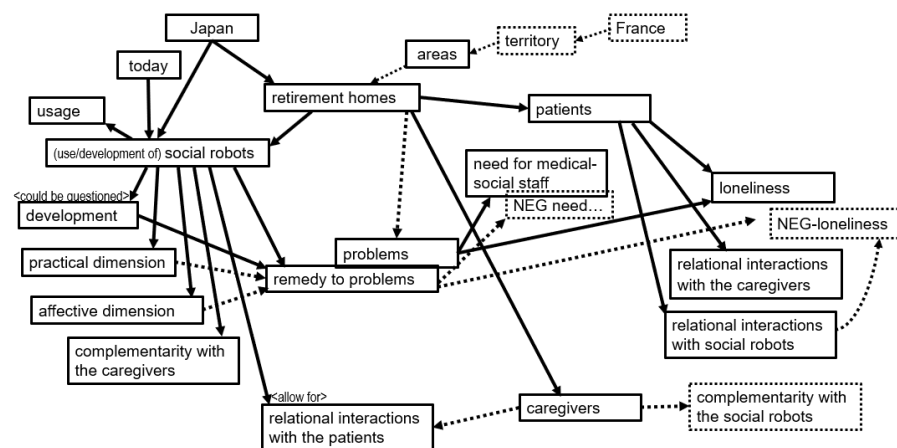 Japan
France
territory
areas
today
retirement homes
patients
usage
(use/development of) social robots
need for medical-
social staff
loneliness
<could be questioned>
development
NEG need…
NEG-loneliness
problems
practical dimension
remedy to problems
relational interactions
with the caregivers
affective dimension
relational interactions
with social robots
complementarity with
the caregivers
<allow for>
relational interactions
with the patients
caregivers
complementarity with
the social robots